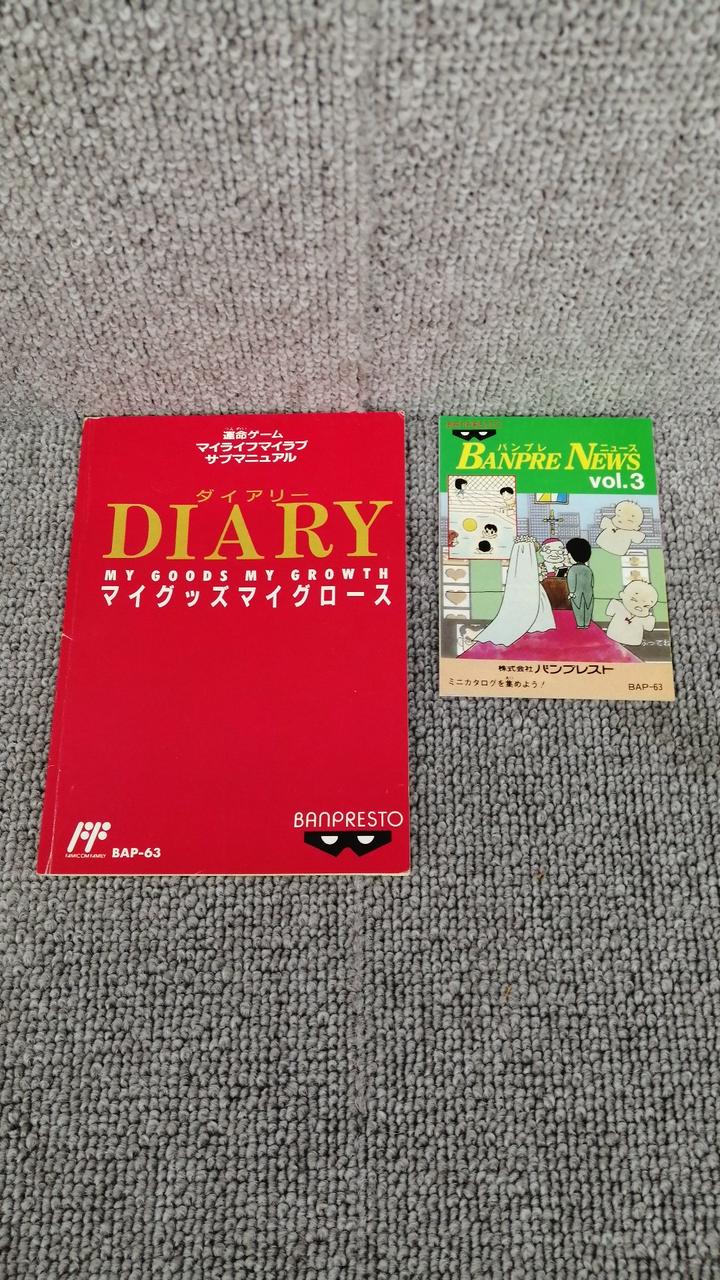 運命ゲーム
マイライフマイラブ
サブマニュアル
ダイアリー
DIARY
MY GOODS MY GROWTH
マイグッズマイグロース
BANPRESTO
FAMICOM FAMILY
BAP-63
BANPRESTO
バンプレ ニュース
BANPRE NEWS
vol.3
株式会社 バンプレスト
ミニカタログを集めよう!
BAP-63